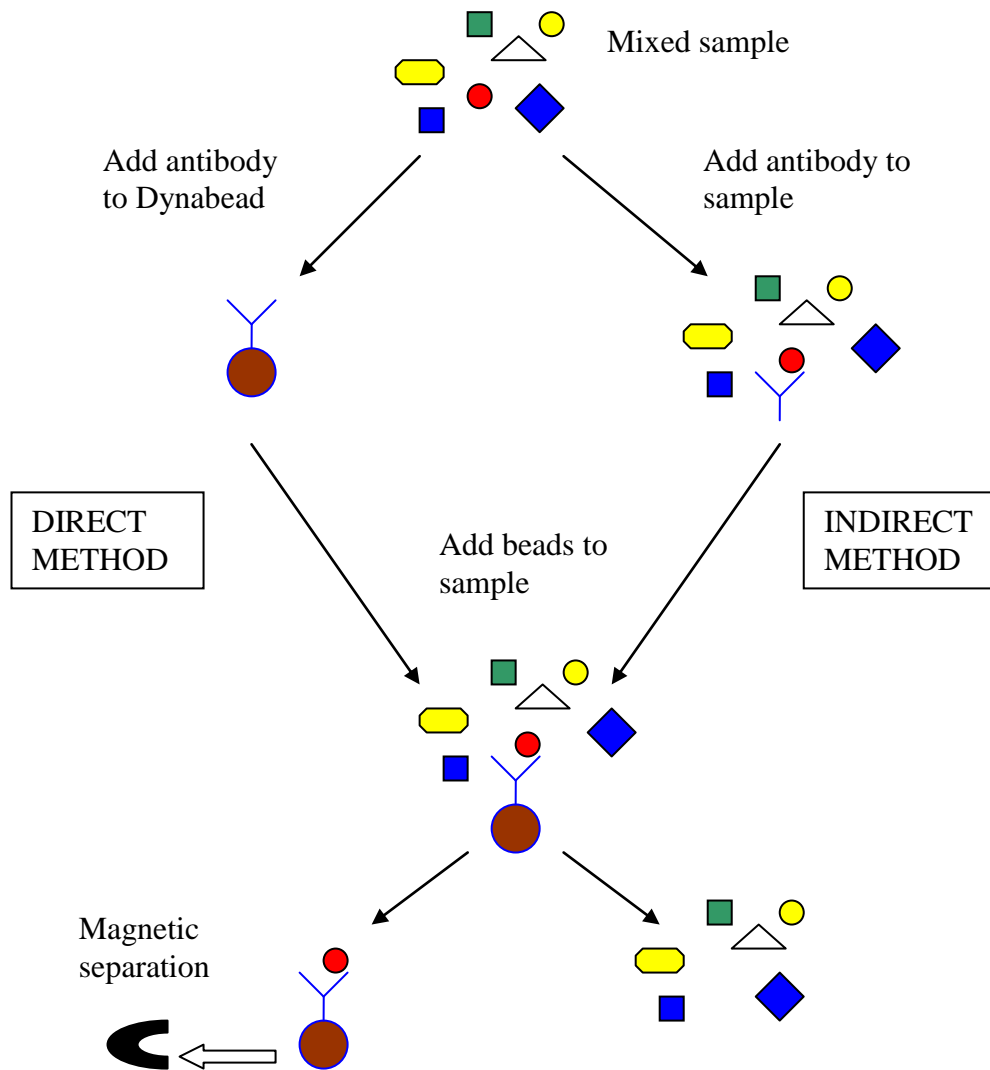 Mixed sample
Add antibody
to Dynabead
Add antibody to
sample
DIRECT
METHOD
INDIRECT
METHOD
Add beads to
sample
Magnetic
separation